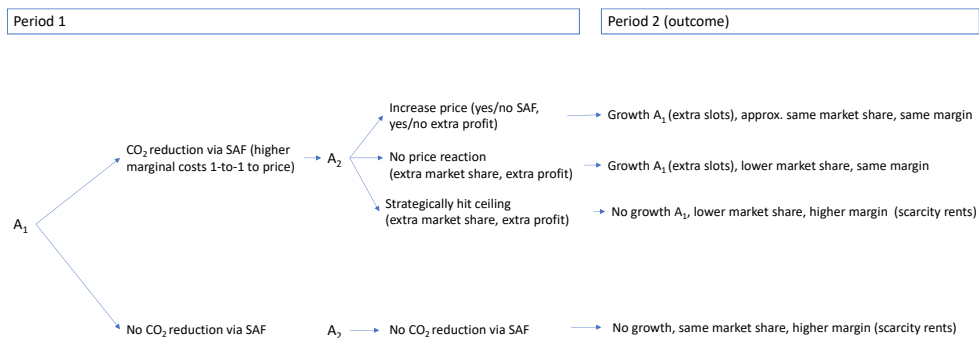 Period 1
Period 2 (outcome)
Increase price (yes/no SAF,
yes/no extra profit)
Growth A₁ (extra slots), approx. same market share, same margin
CO₂ reduction via SAF (higher
marginal costs 1-to-1 to price)
A₂
No price reaction
(extra market share, extra profit)
Growth A₁ (extra slots), lower market share, same margin
Strategically hit ceiling
(extra market share, extra profit)
No growth A₁, lower market share, higher margin (scarcity rents)
A₁
No CO₂ reduction via SAF
A₂
No CO₂ reduction via SAF
No growth, same market share, higher margin (scarcity rents)